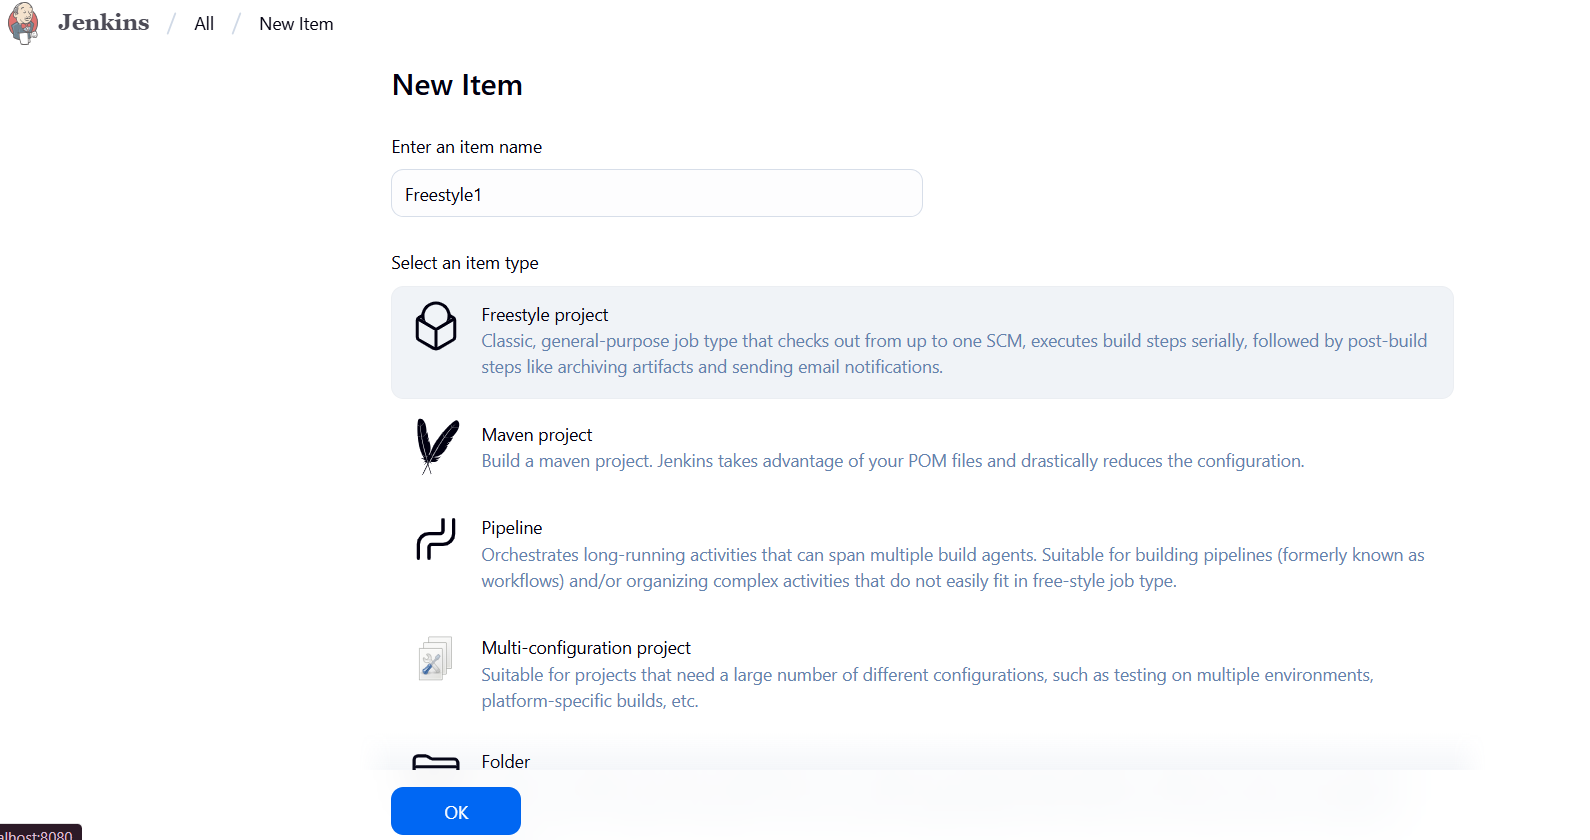 Jenkins / All / New Item
New Item
Enter an item name
Freestyle1
Select an item type
Freestyle project
Classic, general-purpose job type that checks out from up to one SCM, executes build steps serially, followed by post-build
steps like archiving artifacts and sending email notifications.
Maven project
Build a maven project. Jenkins takes advantage of your POM files and drastically reduces the configuration.
Pipeline
Orchestrates long-running activities that can span multiple build agents. Suitable for building pipelines (formerly known as
workflows) and/or organizing complex activities that do not easily fit in free-style job type.
Multi-configuration project
Suitable for projects that need a large number of different configurations, such as testing on multiple environments,
platform-specific builds, etc.
Folder
OK
alhost:8080